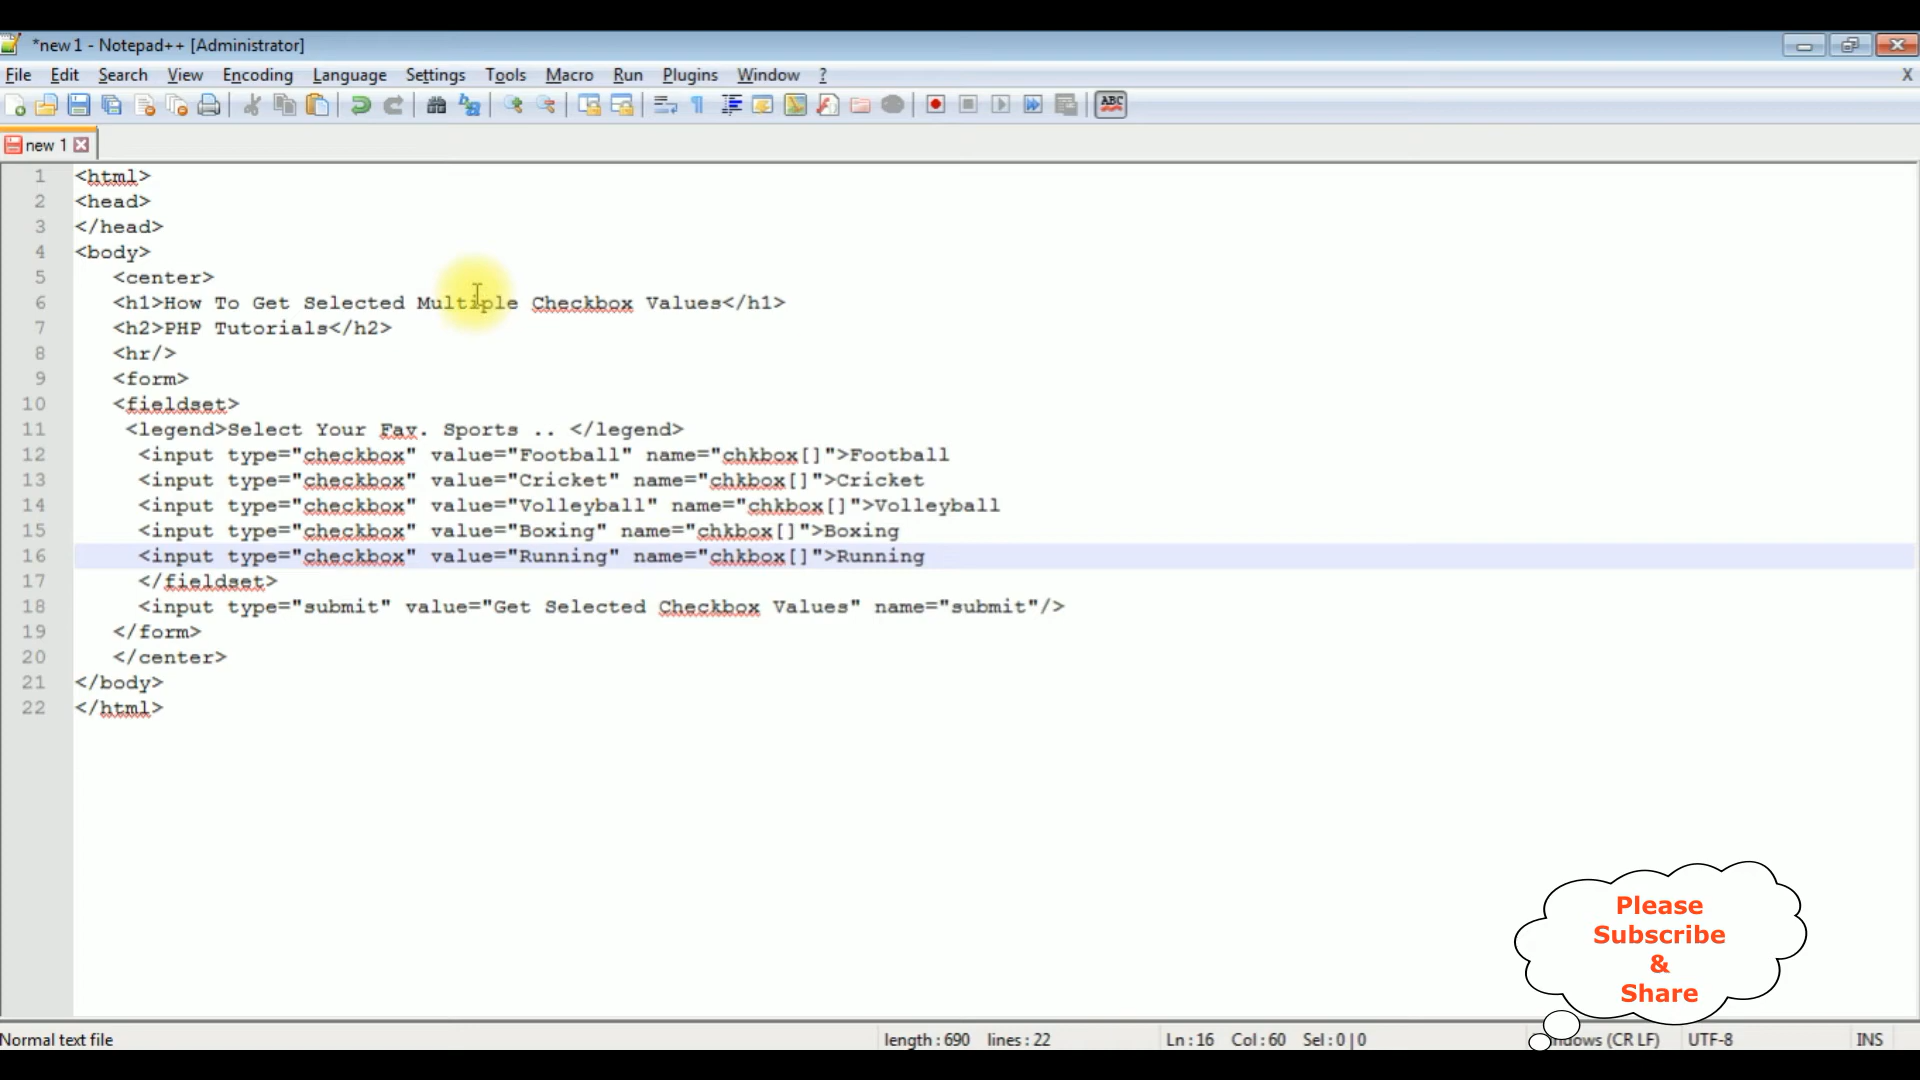 *new 1 - Notepad++ [Administrator]
File Edit Search View Encoding Language Settings Tools Macro Run Plugins Window ? X
ABC
new 1
1 <html>
2 <head>
3 </head>
4 <body>
5 <center>
6 <h1>How To Get Selected Multiple Checkbox Values</h1>
7 <h2>PHP Tutorials</h2>
8 <hr/>
9 <form>
10 <fieldset>
11 <legend>Select Your Fav. Sports .. </legend>
12 <input type="checkbox" value="Football" name="chkbox[]">Football
13 <input type="checkbox" value="Cricket" name="chkbox[]">Cricket
14 <input type="checkbox" value="Volleyball" name="chkbox[]">Volleyball
15 <input type="checkbox" value="Boxing" name="chkbox[]">Boxing
16 <input type="checkbox" value="Running" name="chkbox[]">Running
17 </fieldset>
18 <input type="submit" value="Get Selected Checkbox Values" name="submit"/>
19 </form>
20 </center>
21 </body>
22 </html>
Please
Subscribe
&
Share
Normal text file length : 690 lines : 22 Ln : 16 Col : 60 Sel : 0 | 0 (CR LF) UTF-8 INS